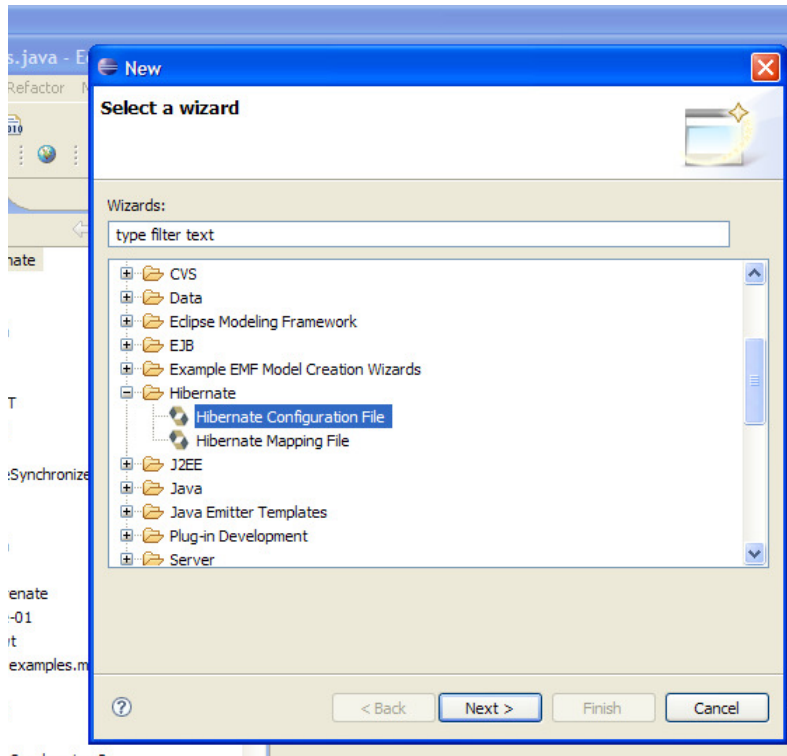 s.java - E
Refactor
New
Select a wizard
Wizards:
type filter text
CVS
Data
Eclipse Modeling Framework
EJB
Example EMF Model Creation Wizards
Hibernate
Hibernate Configuration File
Hibernate Mapping File
J2EE
Java
Java Emitter Templates
Plug-in Development
Server
nate
T
eSynchronize
enate
-01
examples.m
< Back
Next >
Finish
Cancel